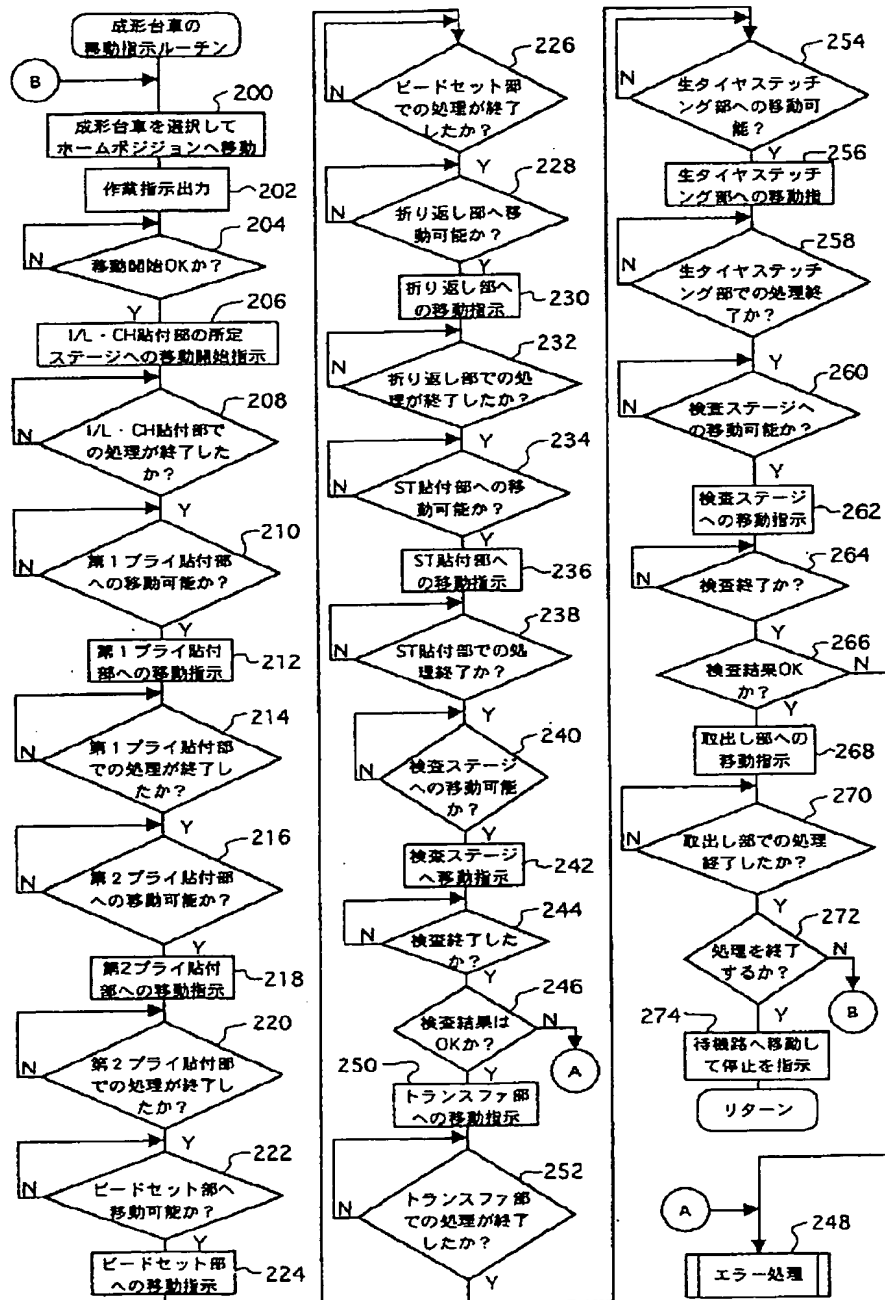 成形台車の
移動指示ルーチン
B
200
成形台車を選択して
ホームポジジョンへ移動
作業指示出力
202
204
移動開始OKか？
N
Y
206
I/L・CH貼付部の所定
ステージへの移動開始指示
208
I/L・CH貼付部で
の処理が終了した
か？
N
Y
210
第１プライ貼付部
への移動可能か？
N
Y
第１プライ貼付
部への移動指示
212
214
第１プライ貼付部
での処理が終了し
たか？
N
Y
216
第２プライ貼付部
への移動可能か？
N
Y
第２プライ貼付
部への移動指示
218
220
第２プライ貼付部
での処理が終了し
たか？
N
Y
222
ビードセット部へ
移動可能か？
N
Y
ビードセット部
への移動指示
224
226
ビードセット部
での処理が終了
したか？
N
Y
228
折り返し部へ移
動可能か？
N
Y
折り返し部へ
の移動指示
230
232
折り返し部での処
理が終了したか？
N
Y
234
ST貼付部への移
動可能か？
N
Y
ST貼付部へ
の移動指示
236
238
ST貼付部での処
理終了か？
N
Y
240
検査ステージ
への移動可能
か？
N
Y
検査ステージ
へ移動指示
242
244
検査終了した
か？
N
Y
246
検査結果は
OKか？
N
A
Y
250
トランスファ部
への移動指示
252
トランスファ部
での処理が終了
したか？
N
Y
254
生タイヤステッチ
ング部への移動可
能？
N
Y
256
生タイヤステッチ
ング部への移動指
258
生タイヤステッチ
ング部での処理終
了か？
N
Y
260
検査ステージへ
の移動可能か？
N
Y
検査ステージ
への移動指示
262
264
検査終了か？
N
Y
266
検査結果OK
か？
N
Y
取出し部への
移動指示
268
270
取出し部での処理
終了したか？
N
Y
272
処理を終了
するか？
N
B
Y
274
待機路へ移動し
て停止を指示
リターン
A
248
エラー処理